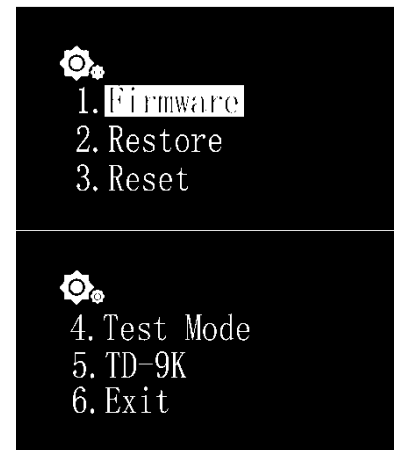 1.Firmware
2.Restore
3.Reset
4.Test Mode
5.TD-9K
6.Exit